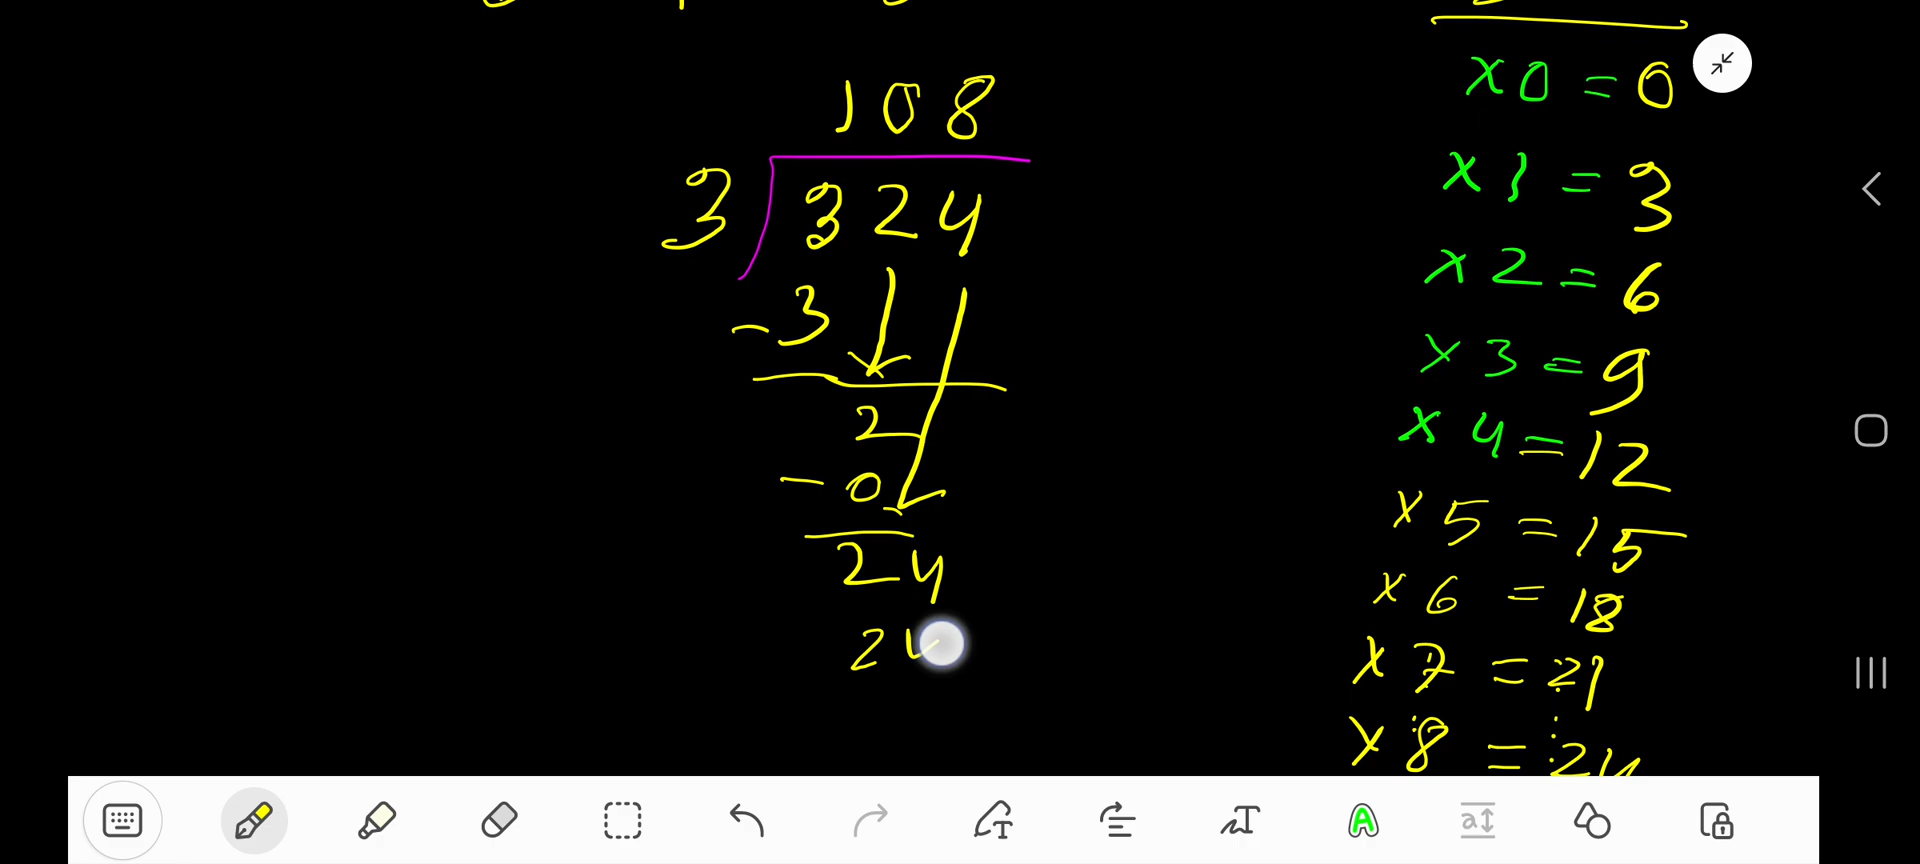 108
3 324
-3
2
-0
24
24
x0=0
x1=3
x2=6
x3=9
x4=12
x5=15
x6=18
x7=21
x8=24
T
T
A
a